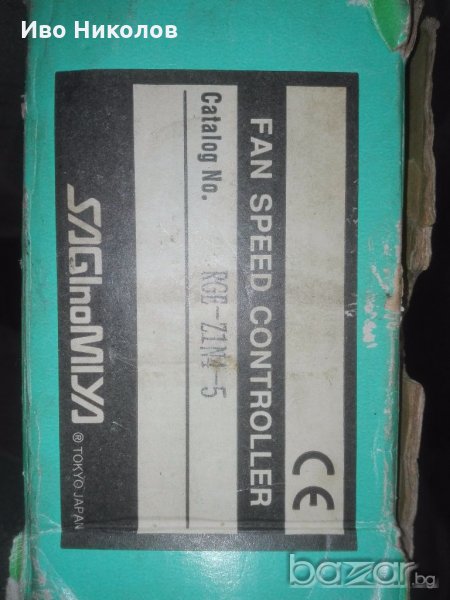 Иво Николов
FAN SPEED CONTROLLER
Catalog No. RGE-Z1N4-5
SAGInoMIYA
® TOKYO JAPAN
CE
bazar.bg